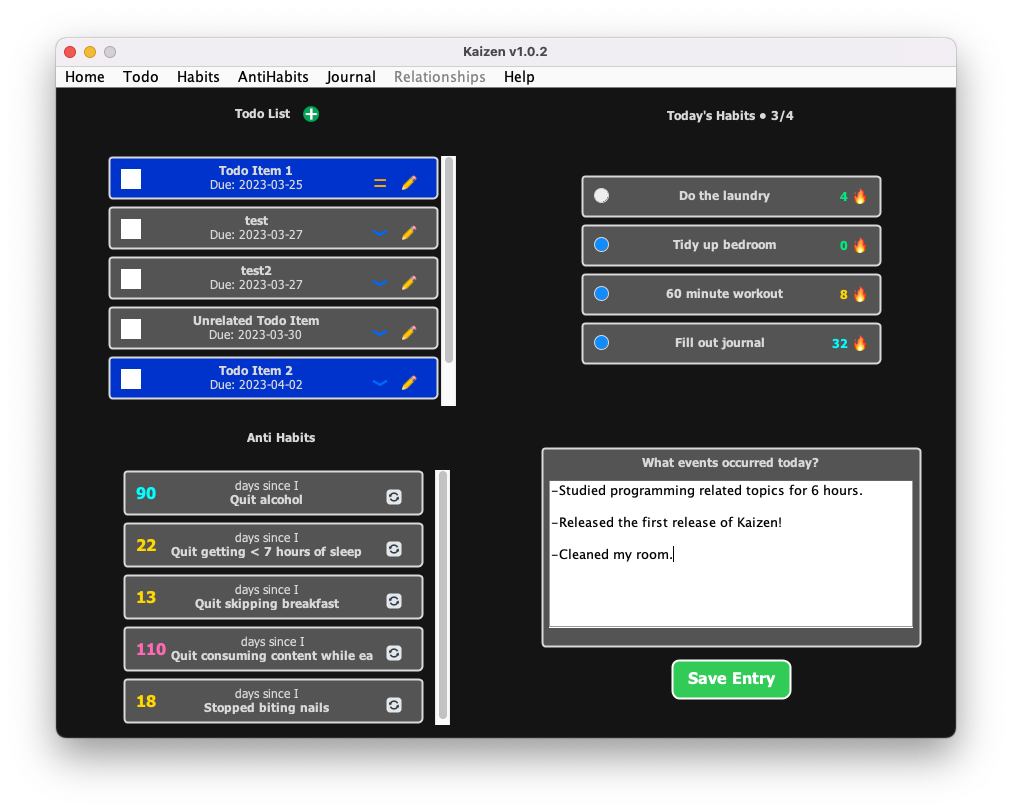 Kaizen v1.0.2
Home Todo Habits AntiHabits Journal Relationships Help
Todo List
Todo Item 1
Due: 2023-03-25
test
Due: 2023-03-27
test2
Due: 2023-03-27
Unrelated Todo Item
Due: 2023-03-30
Todo Item 2
Due: 2023-04-02
Today's Habits • 3/4
Do the laundry 4
Tidy up bedroom 0
60 minute workout 8
Fill out journal 32
Anti Habits
90 days since I
Quit alcohol
22 days since I
Quit getting < 7 hours of sleep
13 days since I
Quit skipping breakfast
110 days since I
Quit consuming content while ea
18 days since I
Stopped biting nails
What events occurred today?
-Studied programming related topics for 6 hours.
-Released the first release of Kaizen!
-Cleaned my room.
Save Entry